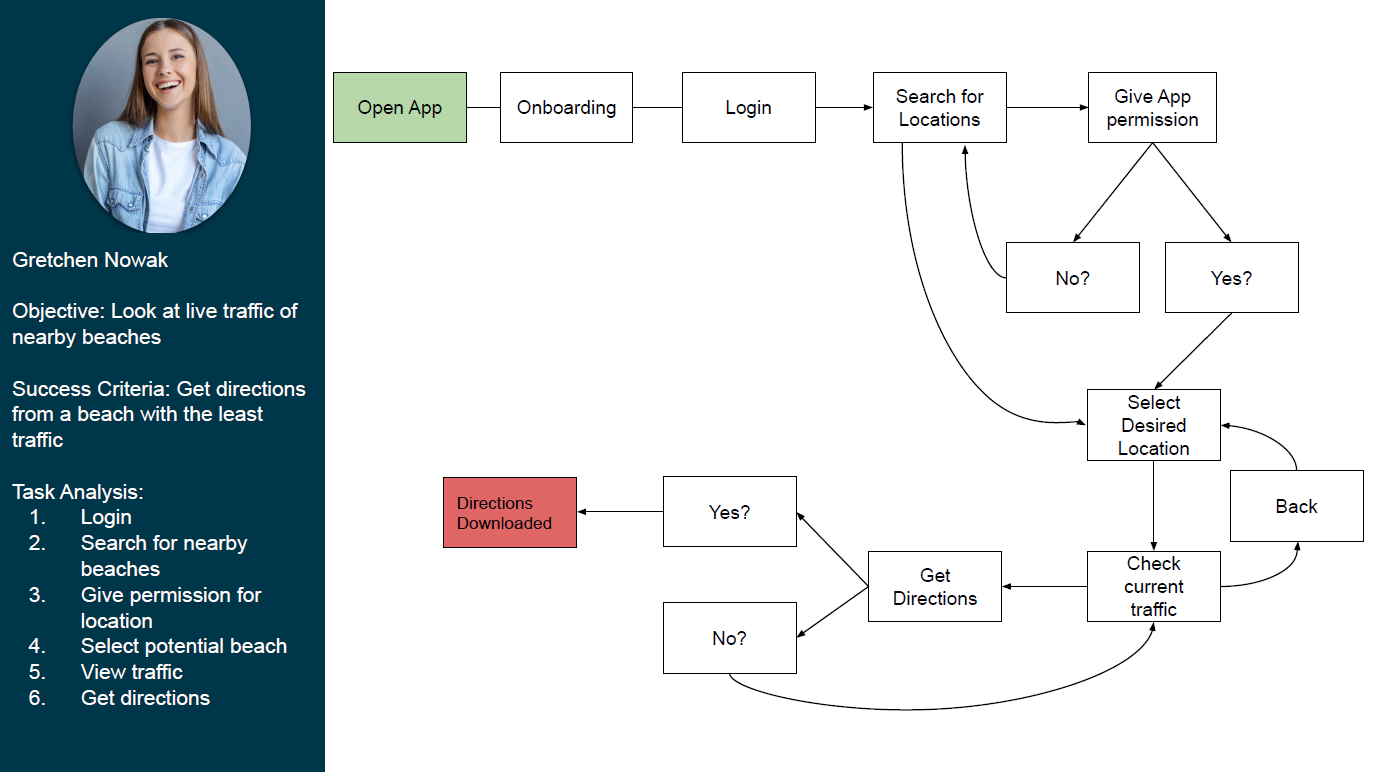 Gretchen Nowak
Objective: Look at live traffic of
nearby beaches
Success Criteria: Get directions
from a beach with the least
traffic
Task Analysis:
1. Login
2. Search for nearby
beaches
3. Give permission for
location
4. Select potential beach
5. View traffic
6. Get directions
Open App
Onboarding
Login
Search for
Locations
Give App
permission
No?
Yes?
Select
Desired
Location
Back
Check
current
traffic
Get
Directions
Yes?
No?
Directions
Downloaded